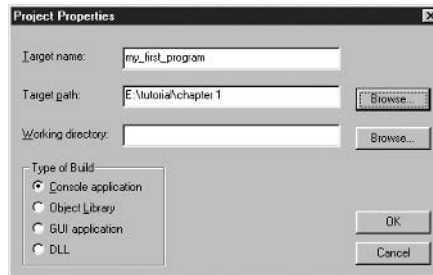 Project Properties
Target name: my_first_program
Target path: E:\tutorial\chapter 1 Browse...
Working directory: Browse...
Type of Build
Console application
Object Library
GUI application
DLL
OK
Cancel